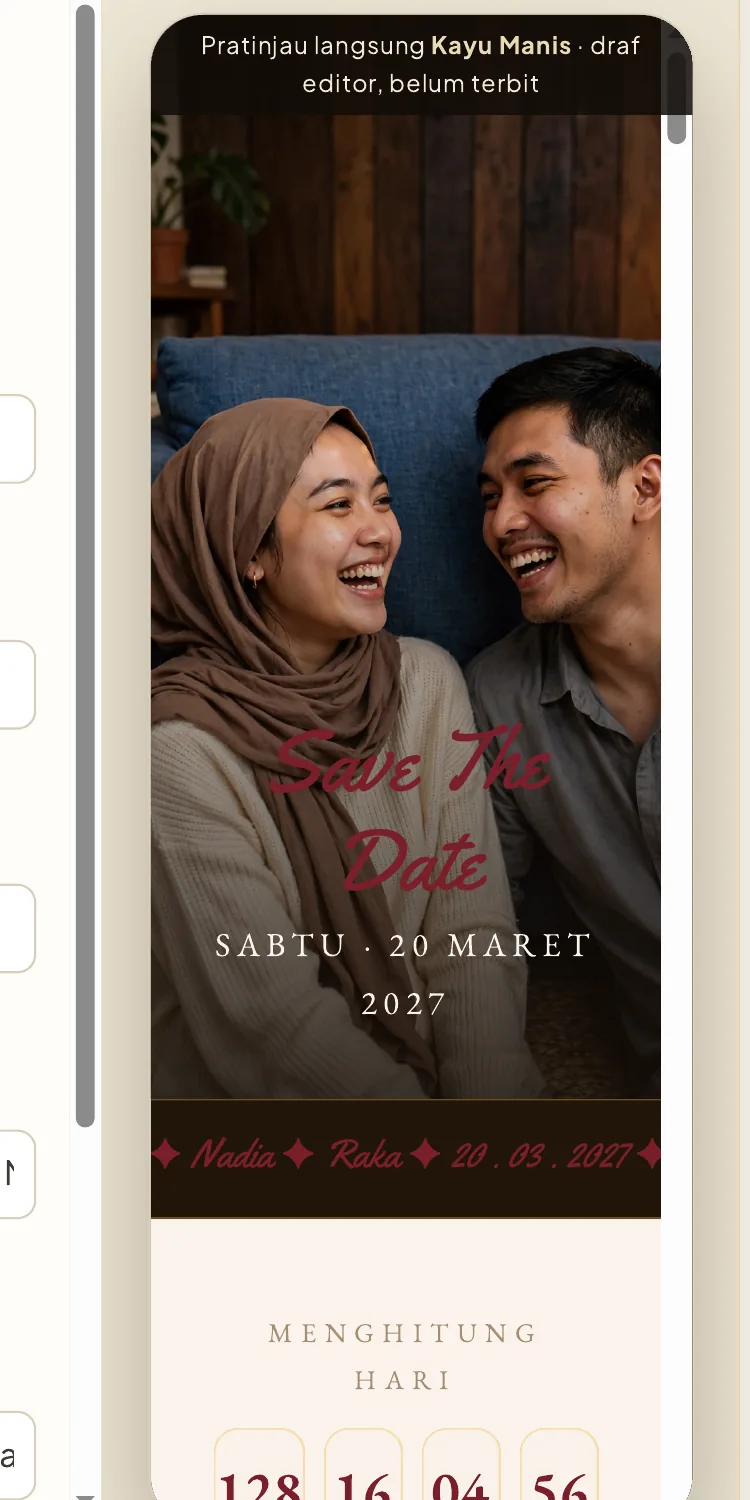 Pratinjau langsung Kayu Manis · draf
editor, belum terbit
Save The
Date
SABTU · 20 MARET
2027
Nadia Raka 20 . 03 . 2027
MENGHITUNG
HARI
128 16 04 56